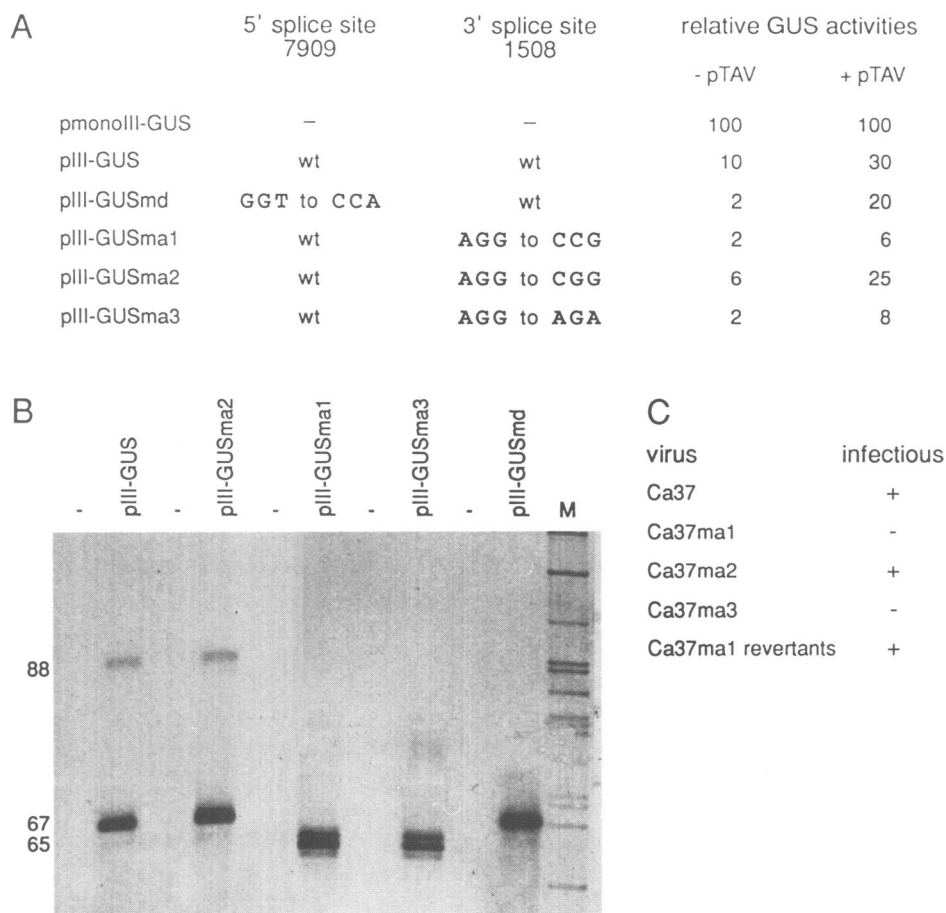 A
5' splice site 3' splice site relative GUS activities
7909 1508
- pTAV + pTAV
pmonoIII-GUS – – 100 100
pIII-GUS wt wt 10 30
pIII-GUSmd GGT to CCA wt 2 20
pIII-GUSma1 wt AGG to CCG 2 6
pIII-GUSma2 wt AGG to CGG 6 25
pIII-GUSma3 wt AGG to AGA 2 8
B
- pIII-GUS - pIII-GUSma2 - pIII-GUSma1 - pIII-GUSma3 - pIII-GUSmd M
88
67
65
C
virus infectious
Ca37 +
Ca37ma1 -
Ca37ma2 +
Ca37ma3 -
Ca37ma1 revertants +